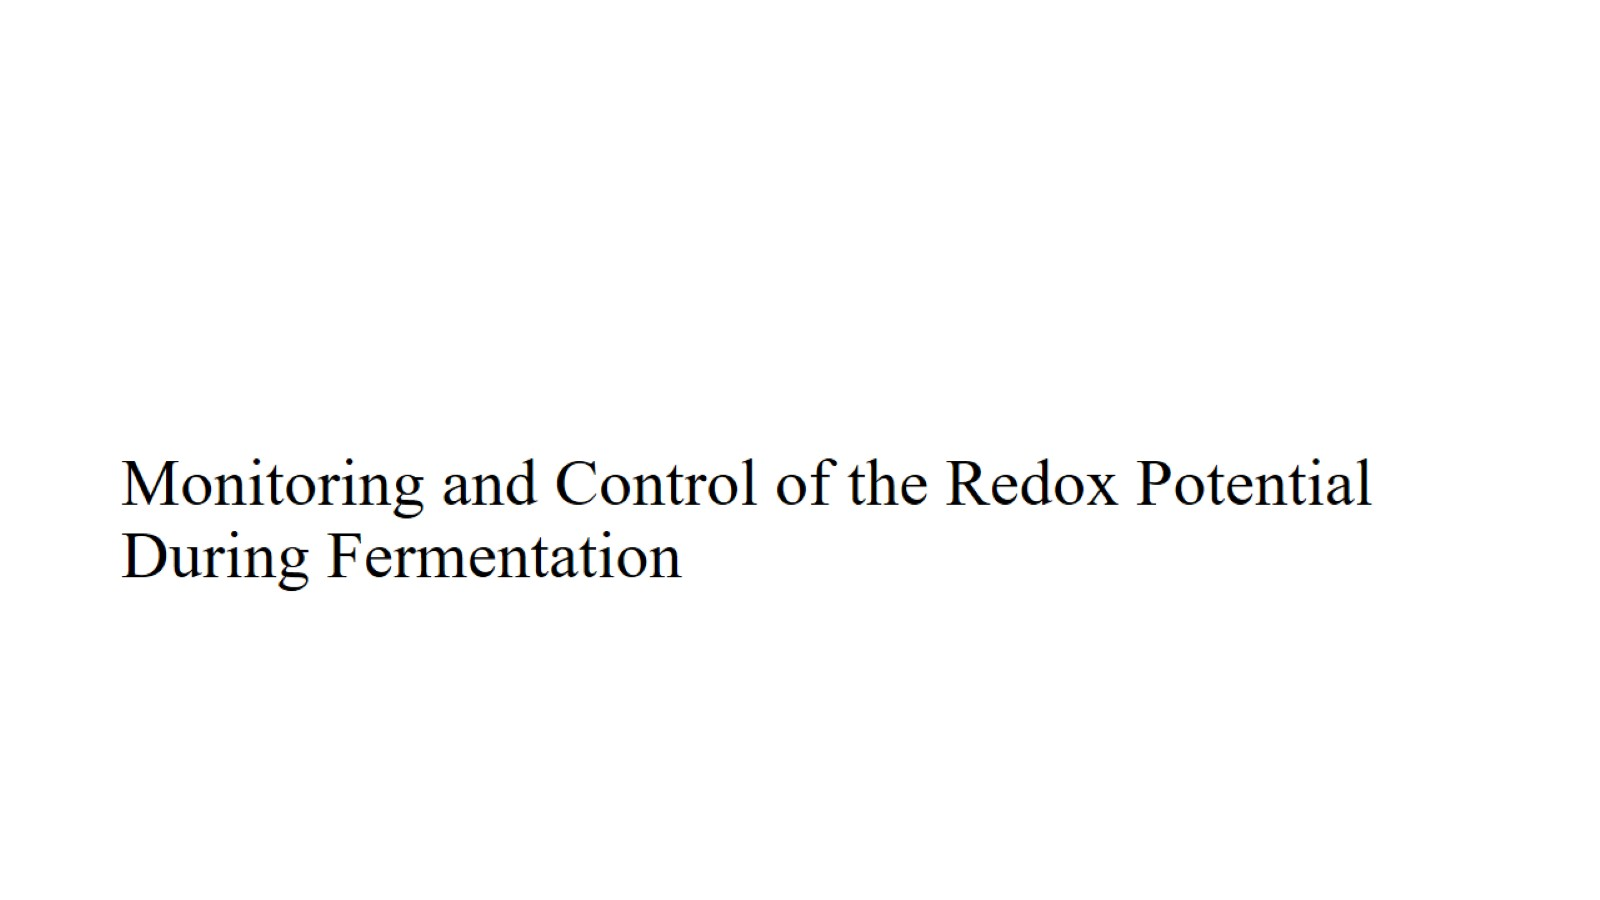 Monitoring and Control of the Redox Potential
During Fermentation